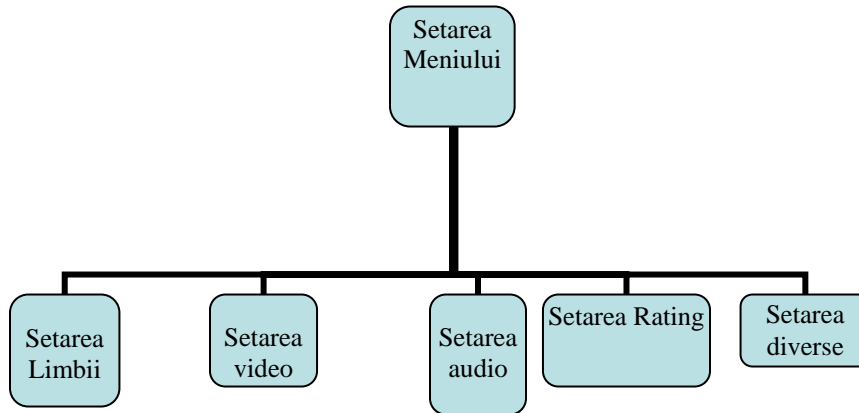 Setarea
Meniului
Setarea
Limbii
Setarea
video
Setarea
audio
Setarea Rating
Setarea
diverse